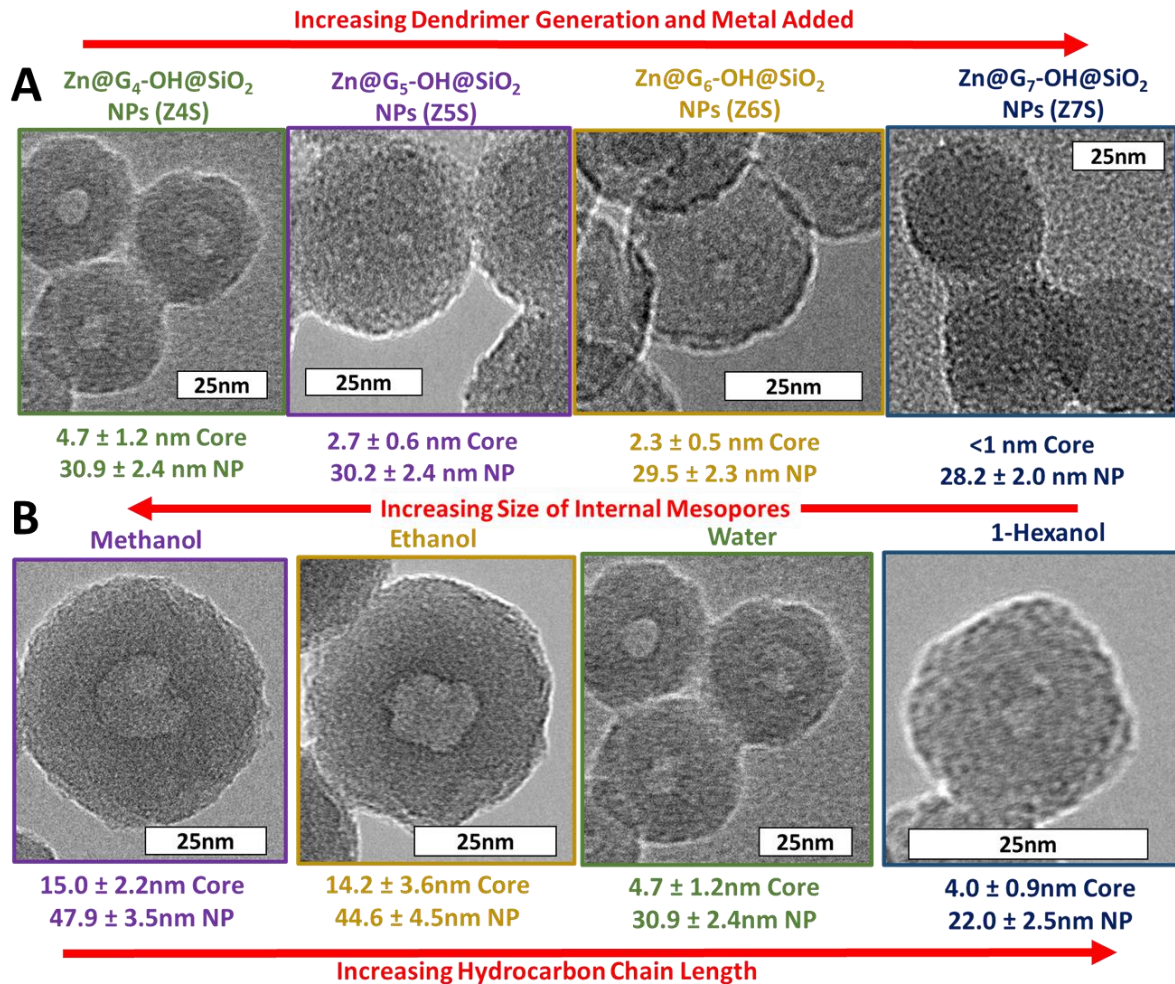 Increasing Dendrimer Generation and Metal Added
A
Zn@G₄-OH@SiO₂
NPs (Z4S)
Zn@G₅-OH@SiO₂
NPs (Z5S)
Zn@G₆-OH@SiO₂
NPs (Z6S)
Zn@G₇-OH@SiO₂
NPs (Z7S)
25nm
25nm
25nm
25nm
4.7 ± 1.2 nm Core
30.9 ± 2.4 nm NP
2.7 ± 0.6 nm Core
30.2 ± 2.4 nm NP
2.3 ± 0.5 nm Core
29.5 ± 2.3 nm NP
<1 nm Core
28.2 ± 2.0 nm NP
Increasing Size of Internal Mesopores
B
Methanol
Ethanol
Water
1-Hexanol
25nm
25nm
25nm
25nm
15.0 ± 2.2nm Core
47.9 ± 3.5nm NP
14.2 ± 3.6nm Core
44.6 ± 4.5nm NP
4.7 ± 1.2nm Core
30.9 ± 2.4nm NP
4.0 ± 0.9nm Core
22.0 ± 2.5nm NP
Increasing Hydrocarbon Chain Length